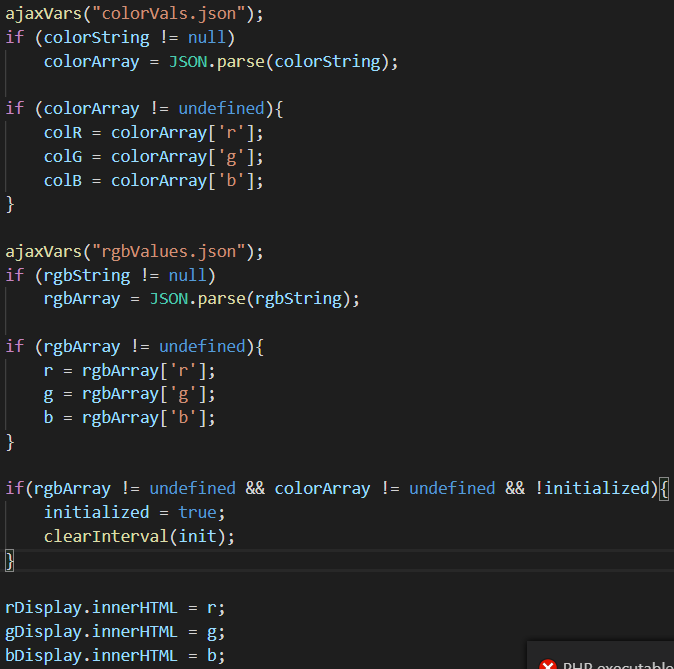 ajaxVars("colorVals.json");
if (colorString != null)
    colorArray = JSON.parse(colorString);
if (colorArray != undefined){
    colR = colorArray['r'];
    colG = colorArray['g'];
    colB = colorArray['b'];
}
ajaxVars("rgbValues.json");
if (rgbString != null)
    rgbArray = JSON.parse(rgbString);
if (rgbArray != undefined){
    r = rgbArray['r'];
    g = rgbArray['g'];
    b = rgbArray['b'];
}
if(rgbArray != undefined && colorArray != undefined && !initialized){
    initialized = true;
    clearInterval(init);
}
rDisplay.innerHTML = r;
gDisplay.innerHTML = g;
bDisplay.innerHTML = b;
PHP executable